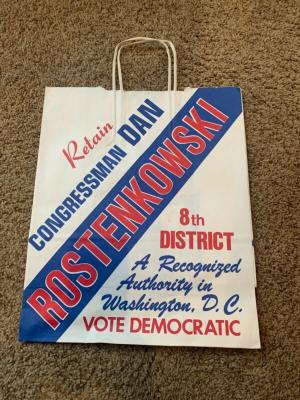 Retain
CONGRESSMAN DAN
ROSTENKOWSKI
8th
DISTRICT
A Recognized
Authority in
Washington, D.C.
VOTE DEMOCRATIC